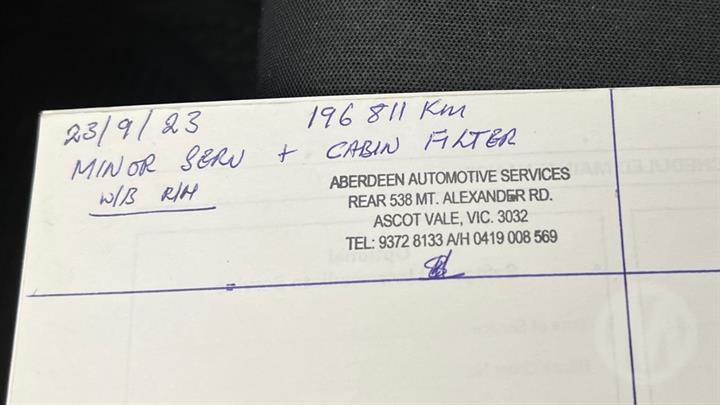 23/9/23 196 811 Km
MINOR SERV + CABIN FILTER
W/B R/H
ABERDEEN AUTOMOTIVE SERVICES
REAR 538 MT. ALEXANDER RD.
ASCOT VALE, VIC. 3032
TEL: 9372 8133 A/H 0419 008 569